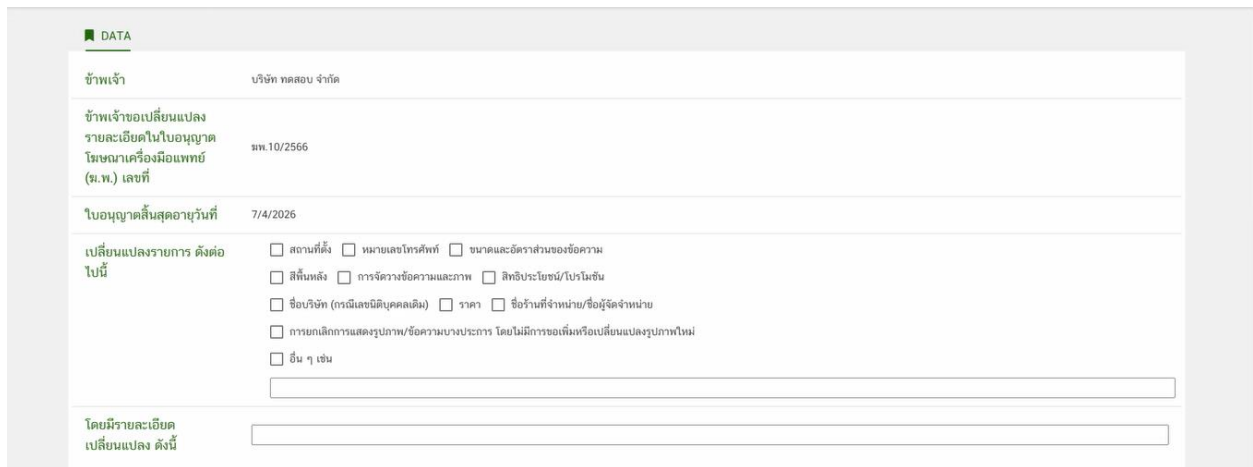 DATA
ข้าพเจ้า บริษัท ทดสอบ จำกัด
ข้าพเจ้าขอเปลี่ยนแปลง
รายละเอียดในใบอนุญาต
โฆษณาเครื่องมือแพทย์
(ฆ.พ.) เลขที่
ฆพ.10/2566
ใบอนุญาตสิ้นสุดอายุวันที่ 7/4/2026
เปลี่ยนแปลงรายการ ดังต่อ
ไปนี้
สถานที่ตั้ง หมายเลขโทรศัพท์ ขนาดและอัตราส่วนของข้อความ
สีพื้นหลัง การจัดวางข้อความและภาพ สิทธิประโยชน์/โปรโมชัน
ชื่อบริษัท (กรณีเลขนิติบุคคลเดิม) ราคา ชื่อร้านที่จำหน่าย/ชื่อผู้จัดจำหน่าย
การยกเลิกการแสดงรูปภาพ/ข้อความบางประการ โดยไม่มีการขอเพิ่มหรือเปลี่ยนแปลงรูปภาพใหม่
อื่น ๆ เช่น
โดยมีรายละเอียด
เปลี่ยนแปลง ดังนี้